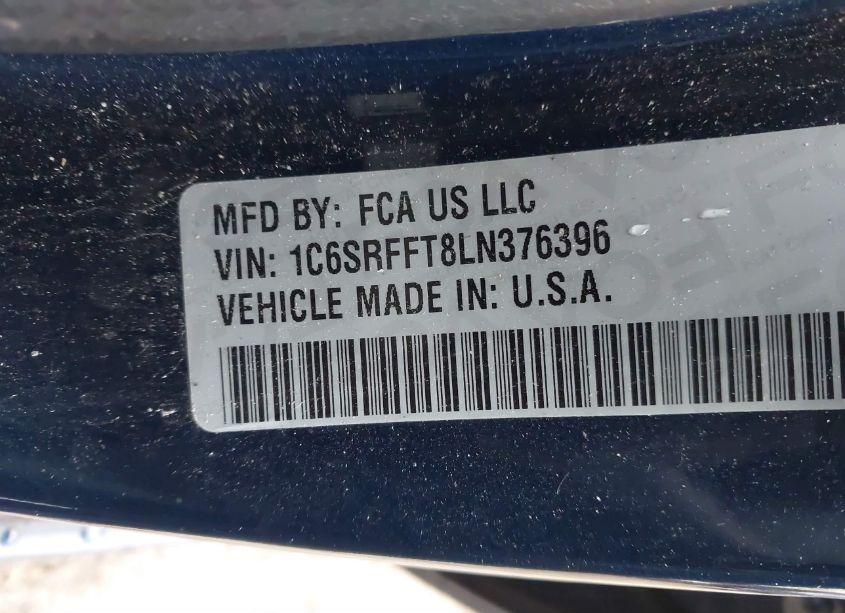 MFD BY: FCA US LLC
VIN: 1C6SRFFT8LN376396
VEHICLE MADE IN: U.S.A.